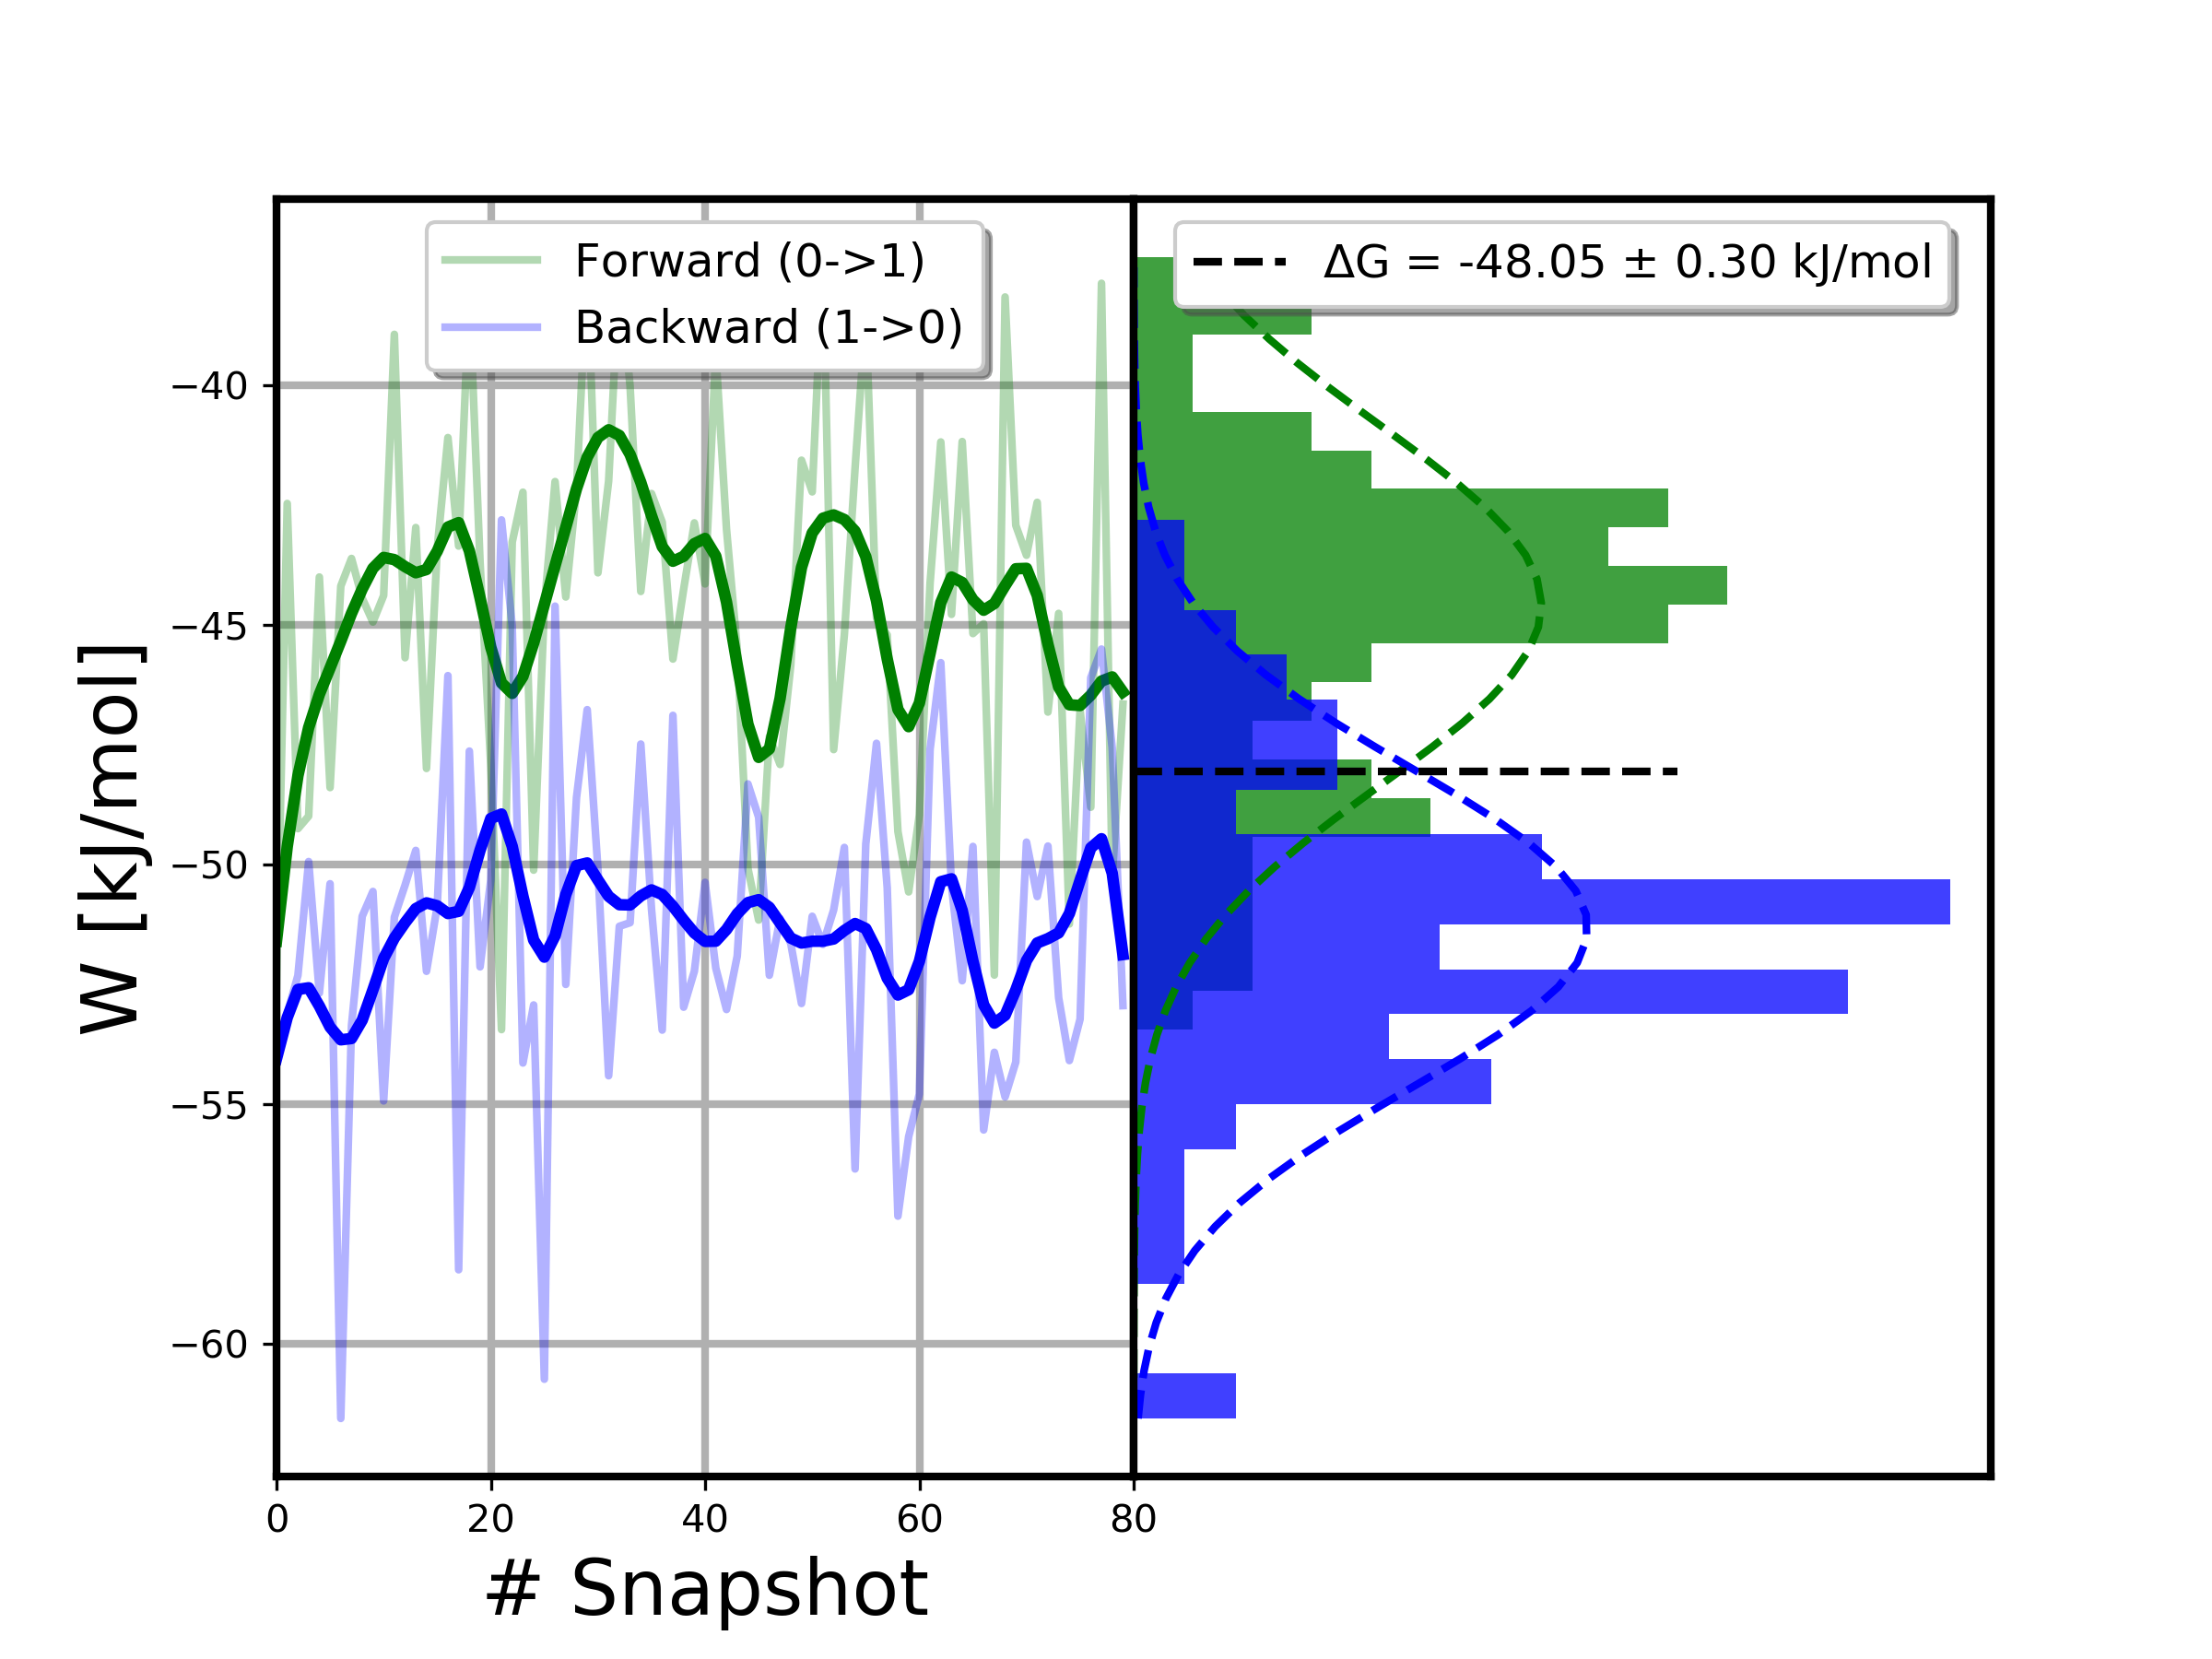 Forward (0->1)
Backward (1->0)
ΔG = -48.05 ± 0.30 kJ/mol
W [kJ/mol]
−40
−45
−50
−55
−60
0 20 40 60 80
# Snapshot